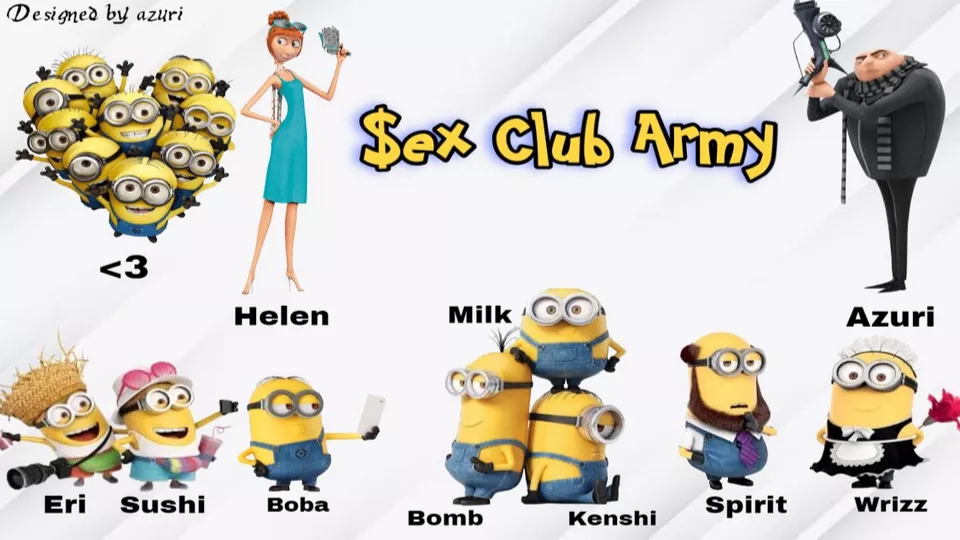 Designed by azuri
$ex Club Army
<3
Helen
Milk
Azuri
Eri
Sushi
Boba
Bomb
Kenshi
Spirit
Wrizz